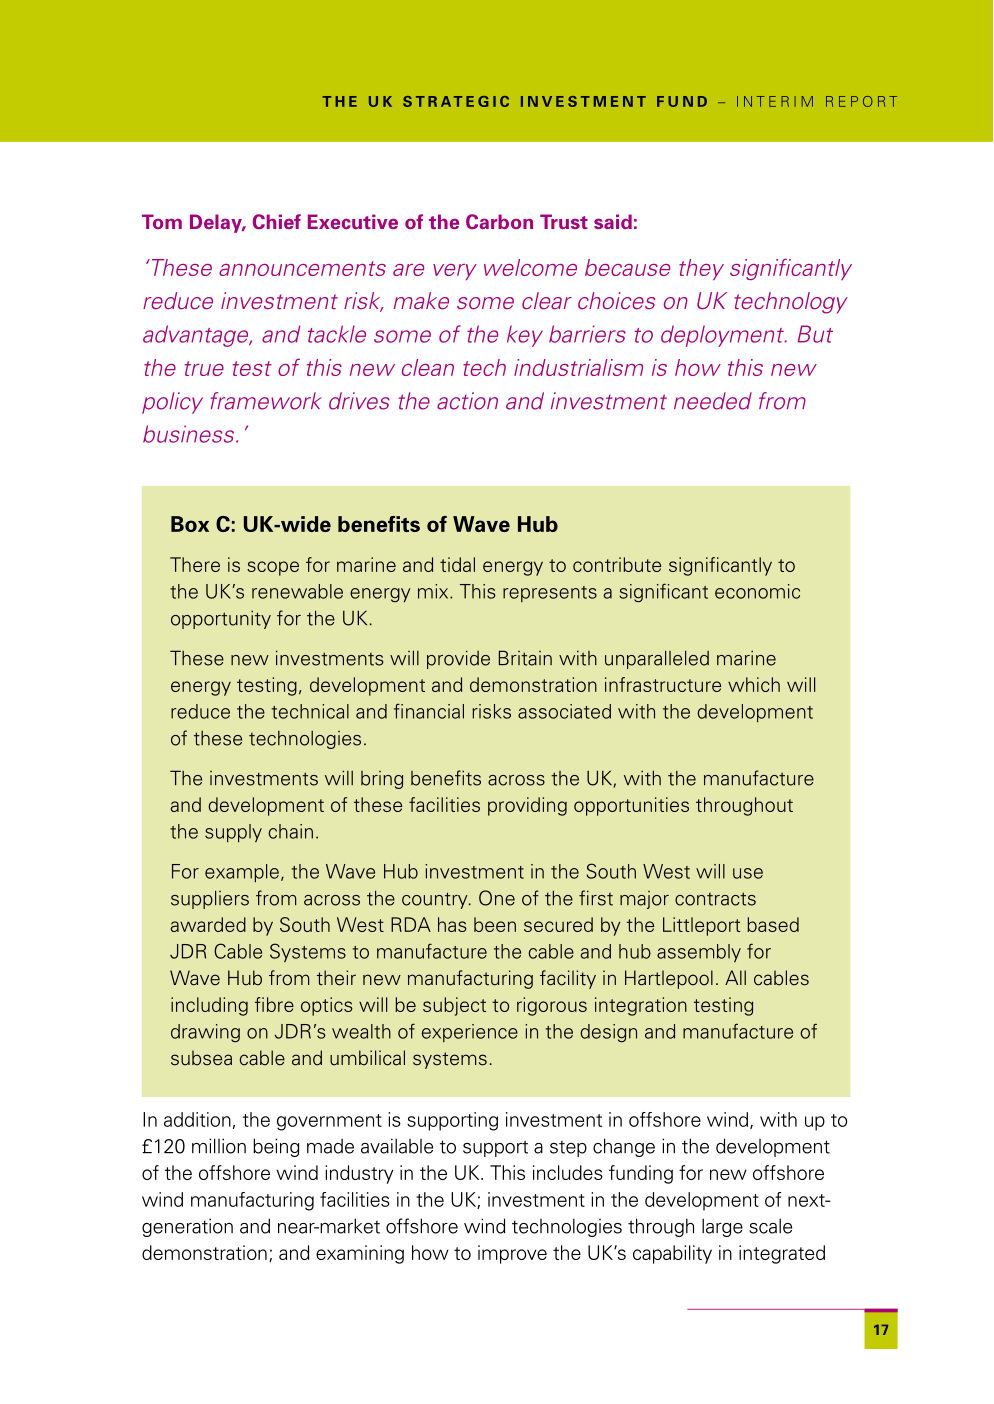 THE UK STRATEGIC INVESTMENT FUND – INTERIM REPORT
Tom Delay, Chief Executive of the Carbon Trust said:
‘These announcements are very welcome because they significantly
reduce investment risk, make some clear choices on UK technology
advantage, and tackle some of the key barriers to deployment. But
the true test of this new clean tech industrialism is how this new
policy framework drives the action and investment needed from
business.’
Box C: UK-wide benefits of Wave Hub
There is scope for marine and tidal energy to contribute significantly to
the UK’s renewable energy mix. This represents a significant economic
opportunity for the UK.
These new investments will provide Britain with unparalleled marine
energy testing, development and demonstration infrastructure which will
reduce the technical and financial risks associated with the development
of these technologies.
The investments will bring benefits across the UK, with the manufacture
and development of these facilities providing opportunities throughout
the supply chain.
For example, the Wave Hub investment in the South West will use
suppliers from across the country. One of the first major contracts
awarded by South West RDA has been secured by the Littleport based
JDR Cable Systems to manufacture the cable and hub assembly for
Wave Hub from their new manufacturing facility in Hartlepool. All cables
including fibre optics will be subject to rigorous integration testing
drawing on JDR’s wealth of experience in the design and manufacture of
subsea cable and umbilical systems.
In addition, the government is supporting investment in offshore wind, with up to
£120 million being made available to support a step change in the development
of the offshore wind industry in the UK. This includes funding for new offshore
wind manufacturing facilities in the UK; investment in the development of next-
generation and near-market offshore wind technologies through large scale
demonstration; and examining how to improve the UK’s capability in integrated
17